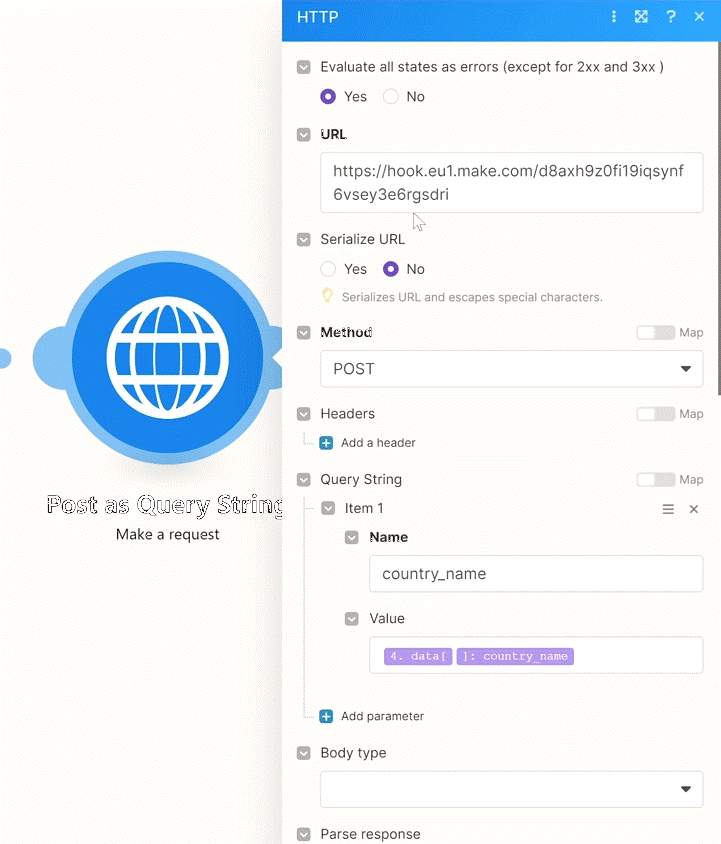 HTTP
Evaluate all states as errors (except for 2xx and 3xx )
Yes No
URL
https://hook.eu1.make.com/d8axh9z0fi19iqsynf
6vsey3e6rgsdri
Serialize URL
Yes No
Serializes URL and escapes special characters.
Method Map
POST
Headers Map
Add a header
Query String Map
Item 1
Name
country_name
Value
4. data[ ]: country_name
Add parameter
Body type
Parse response
Post as Query String
Make a request